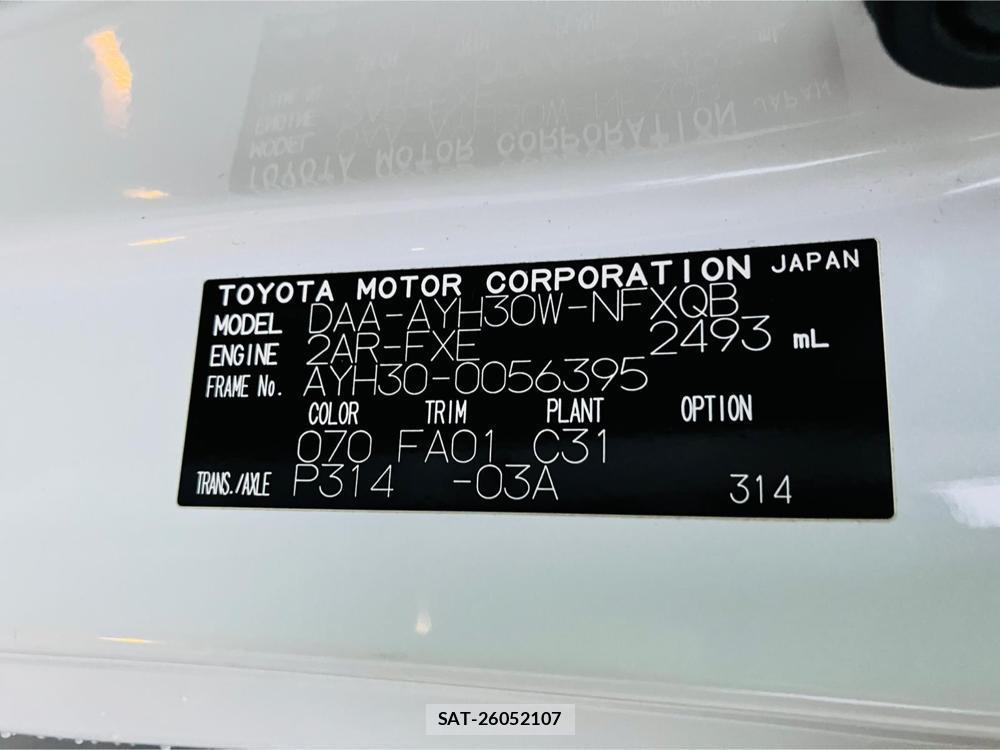 TOYOTA MOTOR CORPORATION JAPAN
MODEL DAA-AYH30W-NFXQB
ENGINE 2AR-FXE 2493 mL
FRAME No. AYH30-0056395
COLOR TRIM PLANT OPTION
070 FA01 C31
TRANS./AXLE P314 -03A 314
SAT-26052107